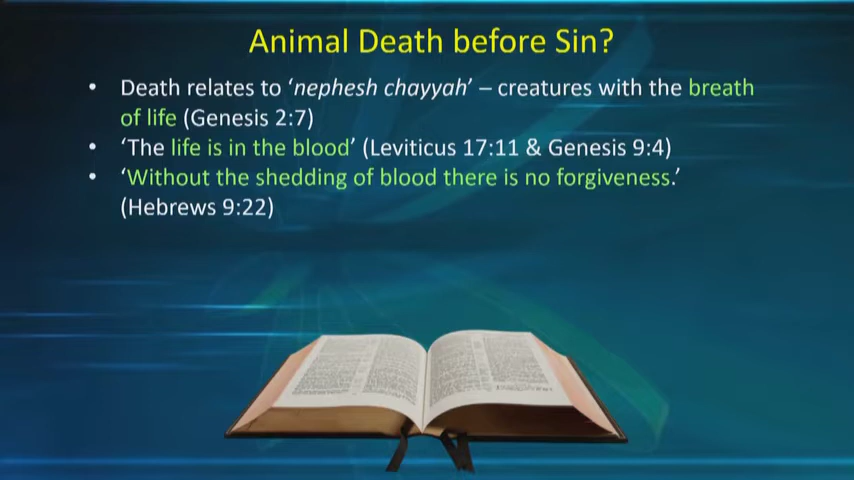 Animal Death before Sin?
• Death relates to ‘nephesh chayyah’ – creatures with the breath
of life (Genesis 2:7)
• ‘The life is in the blood’ (Leviticus 17:11 & Genesis 9:4)
• ‘Without the shedding of blood there is no forgiveness.’
(Hebrews 9:22)